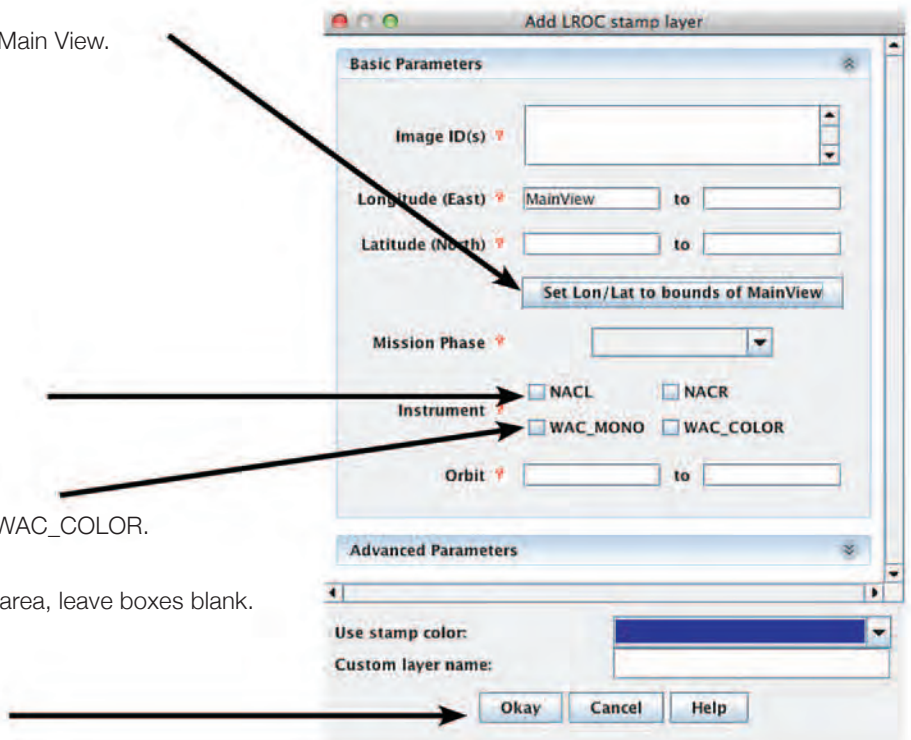 Add LROC stamp layer
Main View.
Basic Parameters
Image ID(s) ?
Longitude (East) ? MainView to
Latitude (North) ? to
Set Lon/Lat to bounds of MainView
Mission Phase ?
NACL NACR
Instrument ?
WAC_MONO WAC_COLOR
Orbit ? to
WAC_COLOR.
Advanced Parameters
area, leave boxes blank.
Use stamp color:
Custom layer name:
Okay Cancel Help